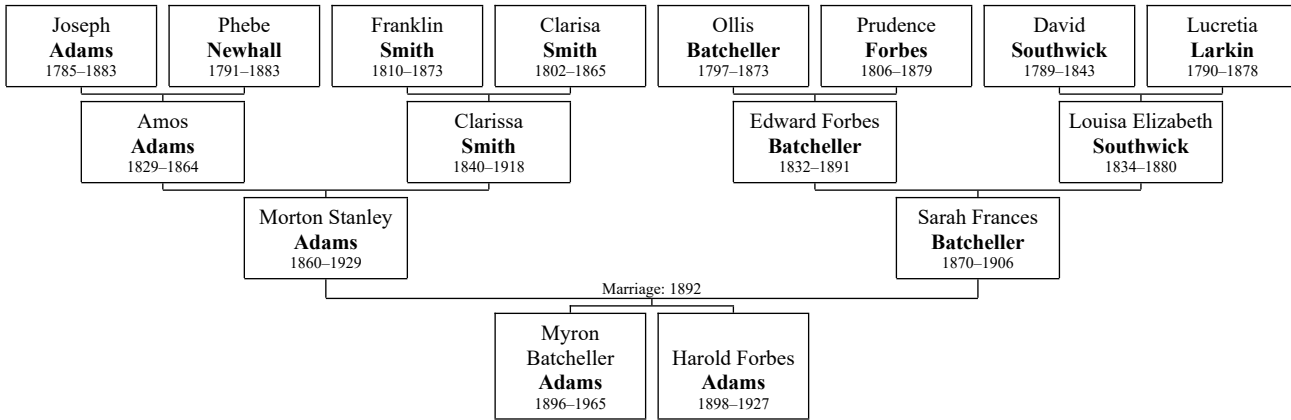 Joseph
Adams
1785–1883
Phebe
Newhall
1791–1883
Franklin
Smith
1810–1873
Clarisa
Smith
1802–1865
Ollis
Batcheller
1797–1873
Prudence
Forbes
1806–1879
David
Southwick
1789–1843
Lucretia
Larkin
1790–1878
Amos
Adams
1829–1864
Clarissa
Smith
1840–1918
Edward Forbes
Batcheller
1832–1891
Louisa Elizabeth
Southwick
1834–1880
Morton Stanley
Adams
1860–1929
Sarah Frances
Batcheller
1870–1906
Marriage: 1892
Myron
Batcheller
Adams
1896–1965
Harold Forbes
Adams
1898–1927